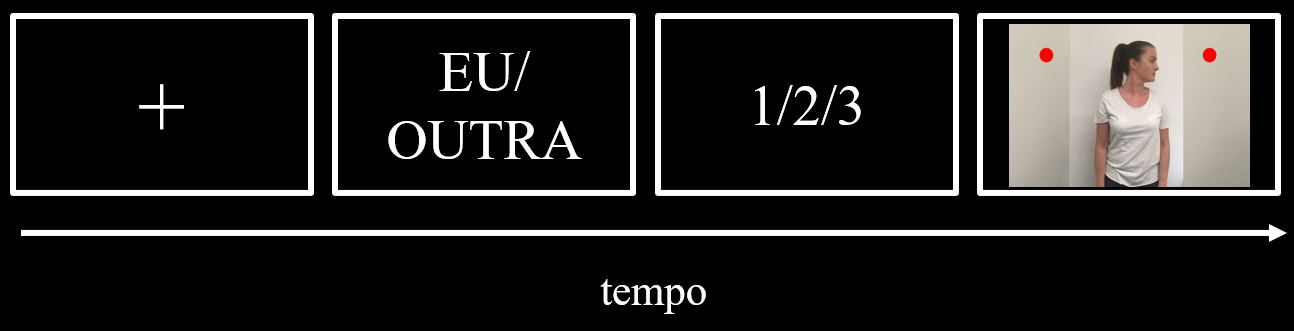 +
EU/
OUTRA
1/2/3
tempo